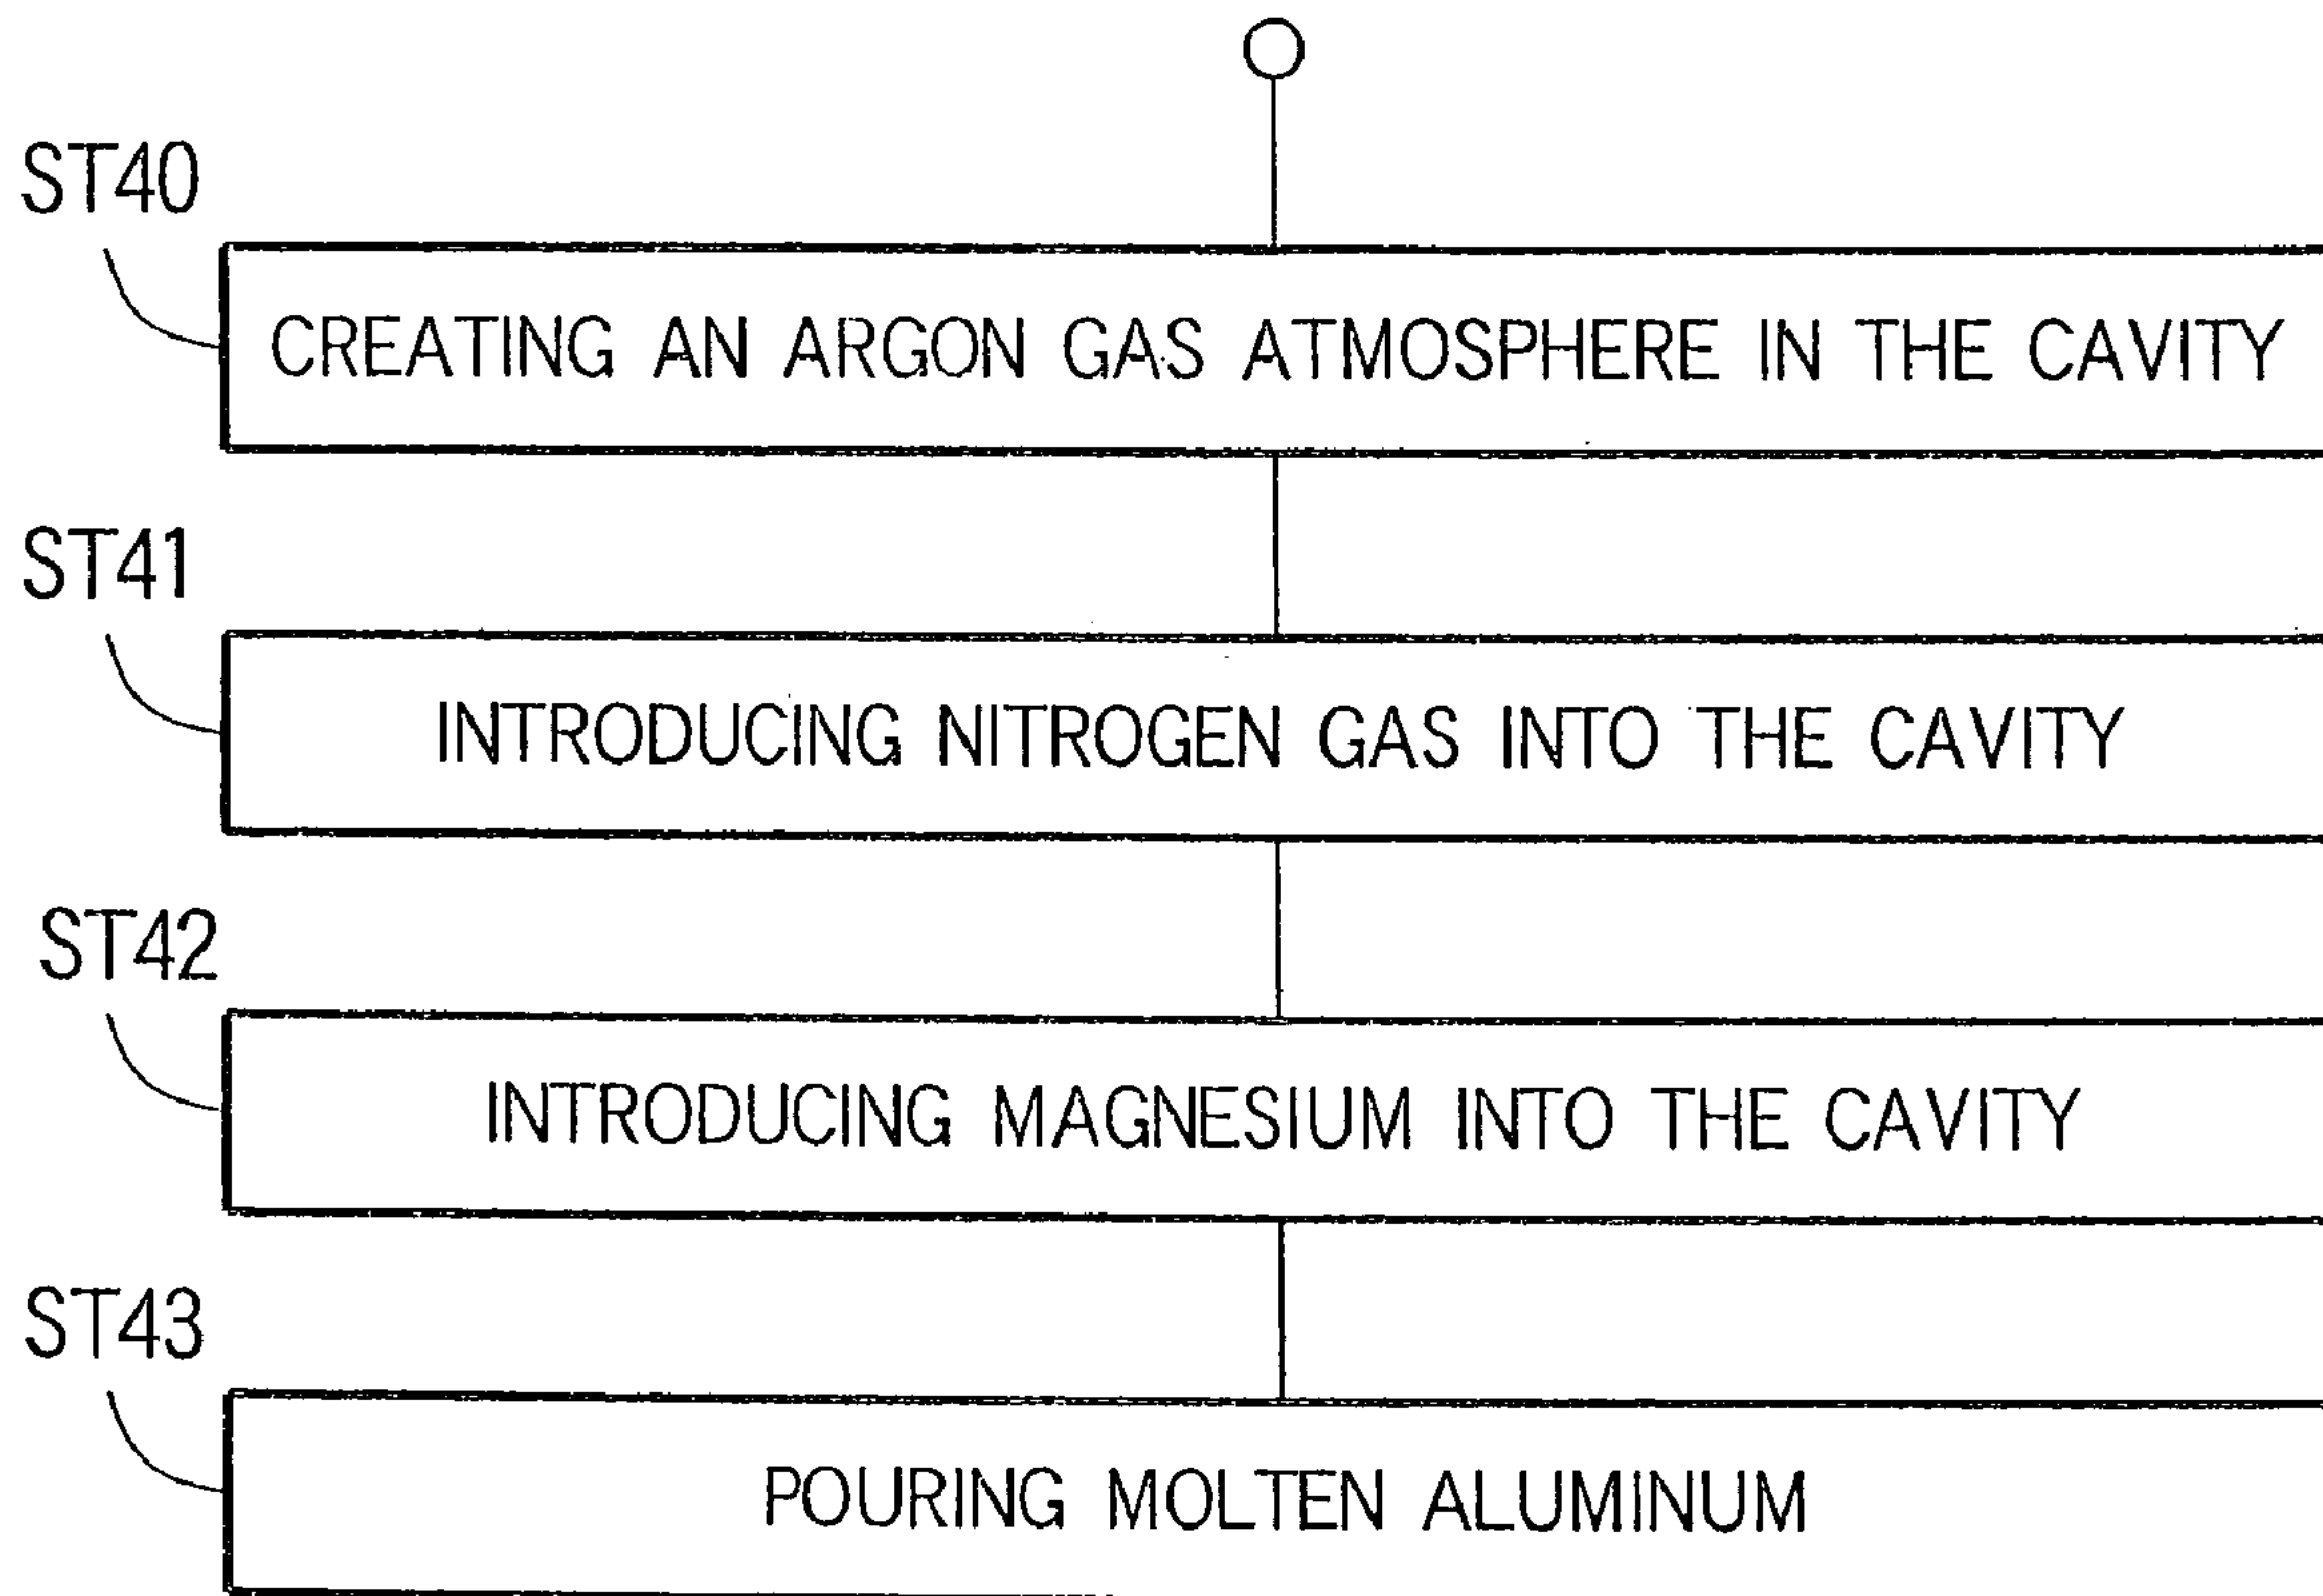 ST40
CREATING AN ARGON GAS ATMOSPHERE IN THE CAVITY
ST41
INTRODUCING NITROGEN GAS INTO THE CAVITY
ST42
INTRODUCING MAGNESIUM INTO THE CAVITY
ST43
POURING MOLTEN ALUMINUM